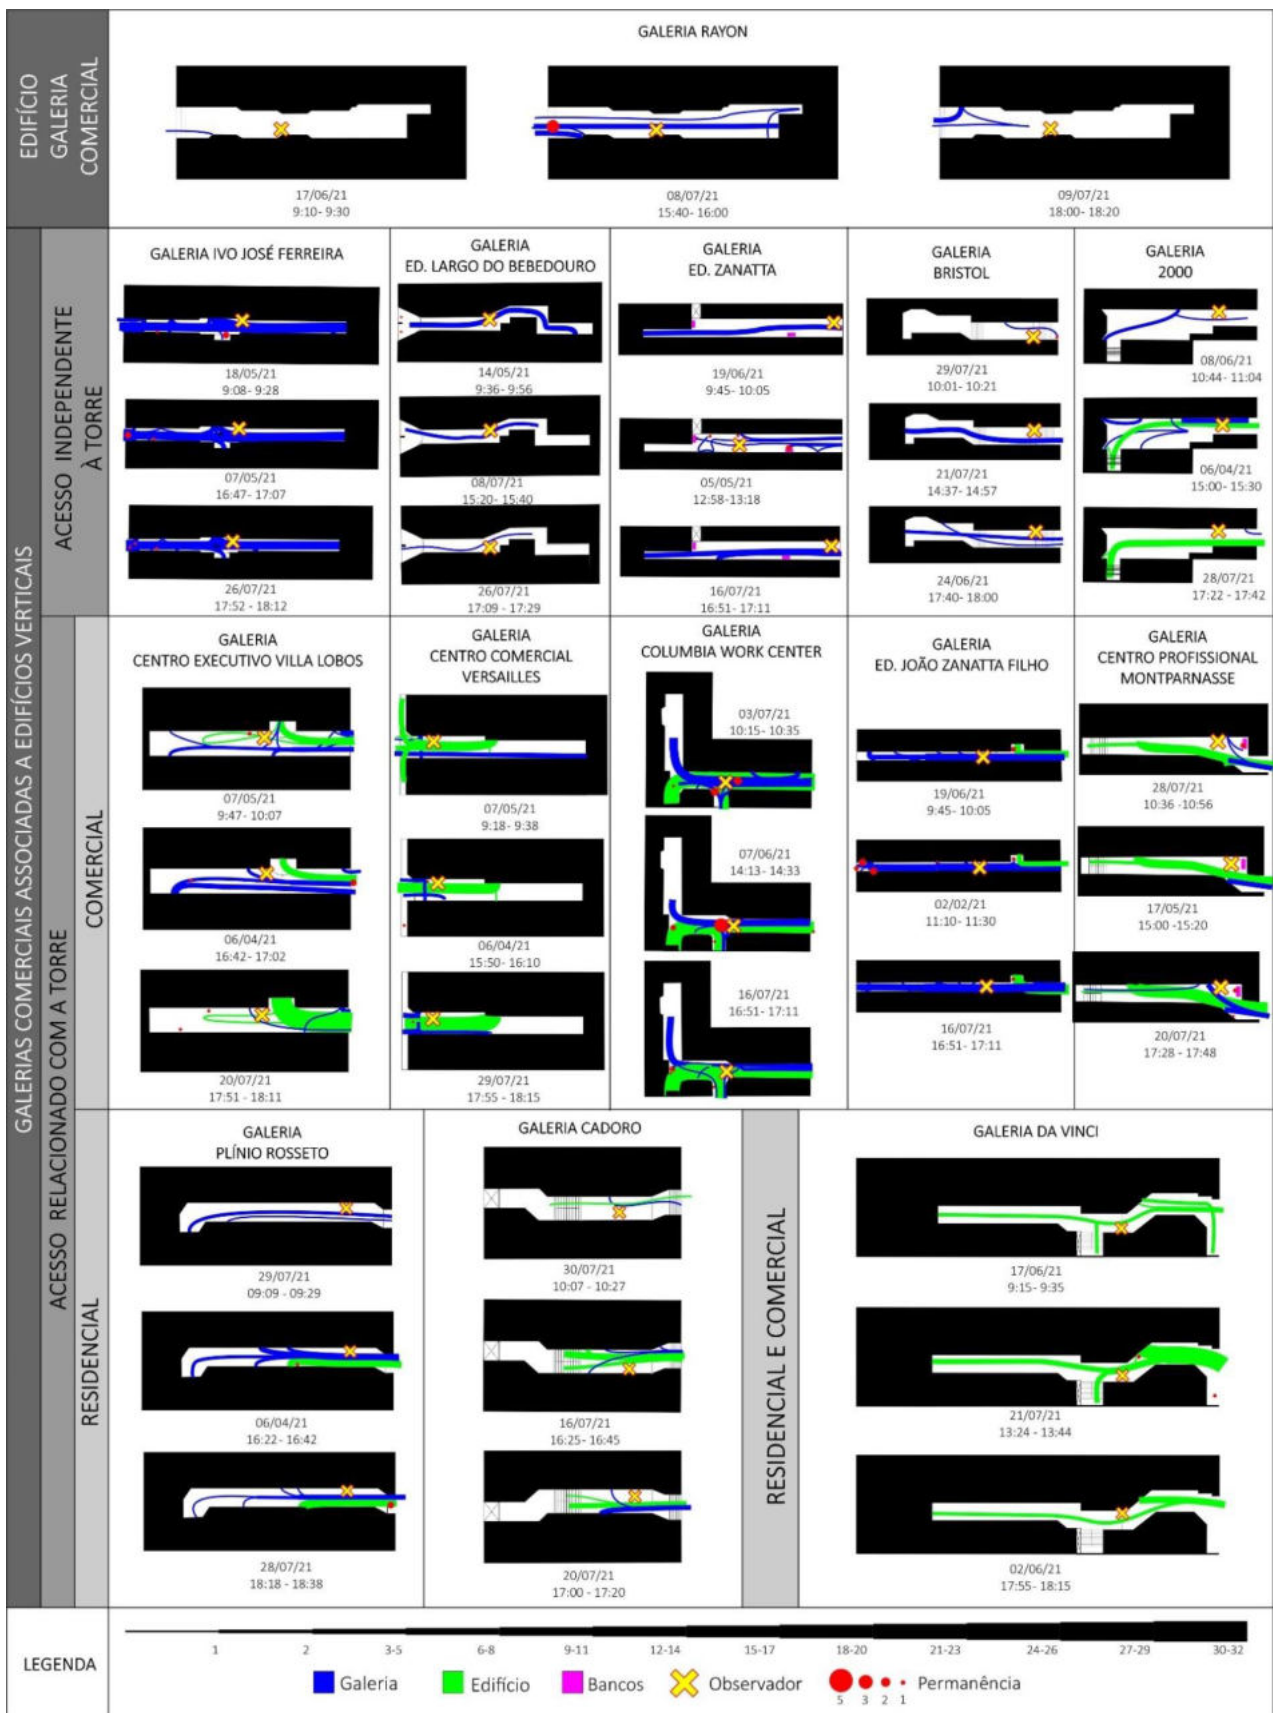 EDIFÍCIO
GALERIA
COMERCIAL
GALERIA RAYON
17/06/21
9:10- 9:30
08/07/21
15:40- 16:00
09/07/21
18:00- 18:20
GALERIAS COMERCIAIS ASSOCIADAS A EDIFÍCIOS VERTICAIS
ACESSO INDEPENDENTE
À TORRE
GALERIA IVO JOSÉ FERREIRA
18/05/21
9:08- 9:28
07/05/21
16:47- 17:07
26/07/21
17:52 - 18:12
GALERIA
ED. LARGO DO BEBEDOURO
14/05/21
9:36- 9:56
08/07/21
15:20- 15:40
26/07/21
17:09 - 17:29
GALERIA
ED. ZANATTA
19/06/21
9:45- 10:05
05/05/21
12:58-13:18
16/07/21
16:51- 17:11
GALERIA
BRISTOL
29/07/21
10:01- 10:21
21/07/21
14:37- 14:57
24/06/21
17:40- 18:00
GALERIA
2000
08/06/21
10:44- 11:04
06/04/21
15:00- 15:30
28/07/21
17:22 - 17:42
ACESSO RELACIONADO COM A TORRE
COMERCIAL
GALERIA
CENTRO EXECUTIVO VILLA LOBOS
07/05/21
9:47- 10:07
06/04/21
16:42- 17:02
20/07/21
17:51 - 18:11
GALERIA
CENTRO COMERCIAL
VERSAILLES
07/05/21
9:18- 9:38
06/04/21
15:50- 16:10
29/07/21
17:55 - 18:15
GALERIA
COLUMBIA WORK CENTER
03/07/21
10:15- 10:35
07/06/21
14:13- 14:33
16/07/21
16:51- 17:11
GALERIA
ED. JOÃO ZANATTA FILHO
19/06/21
9:45 - 10:05
02/02/21
11:10 - 11:30
16/07/21
16:51- 17:11
GALERIA
CENTRO PROFISSIONAL
MONTPARNASSE
28/07/21
10:36 -10:56
17/05/21
15:00 -15:20
20/07/21
17:28 - 17:48
RESIDENCIAL
GALERIA
PLÍNIO ROSSETO
29/07/21
09:09 - 09:29
06/04/21
16:22 - 16:42
28/07/21
18:18 - 18:38
GALERIA CADORO
30/07/21
10:07 - 10:27
16/07/21
16:25 - 16:45
20/07/21
17:00 - 17:20
RESIDENCIAL E COMERCIAL
GALERIA DA VINCI
17/06/21
9:15- 9:35
21/07/21
13:24 - 13:44
02/06/21
17:55- 18:15
LEGENDA
1 2 3-5 6-8 9-11 12-14 15-17 18-20 21-23 24-26 27-29 30-32
Galeria Edifício Bancos Observador Permanência
5 3 2 1